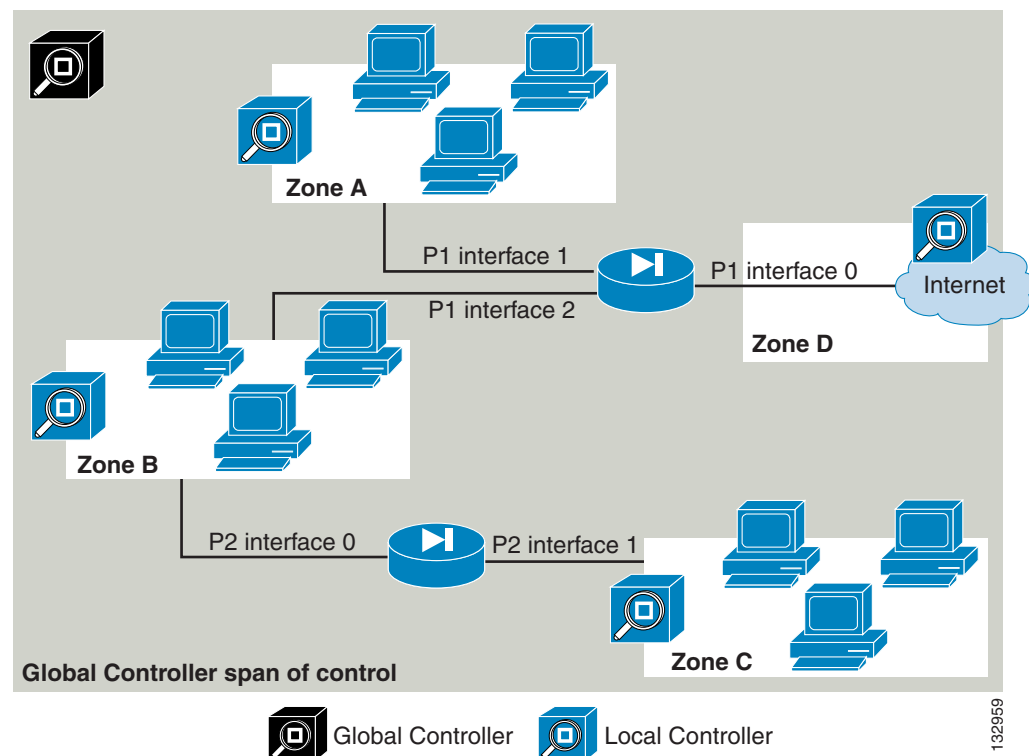 Zone A
P1 interface 1
P1 interface 0
Internet
P1 interface 2
Zone D
Zone B
P2 interface 0
P2 interface 1
Zone C
Global Controller span of control
Global Controller
Local Controller
132959